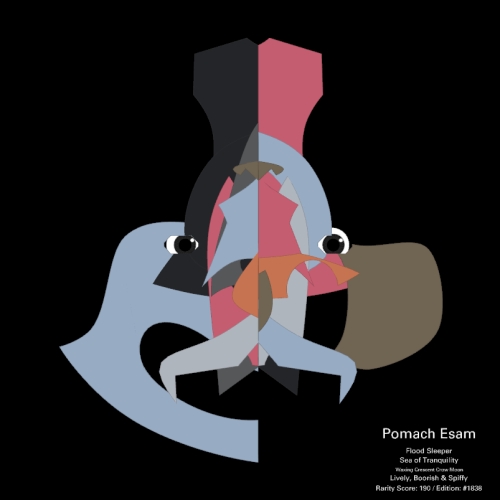 Pomach Esam
Flood Sleeper
Sea of Tranquility
Waxing Crescent Crow Moon
Lively, Boorish & Spiffy
Rarity Score: 190 / Edition: #1838